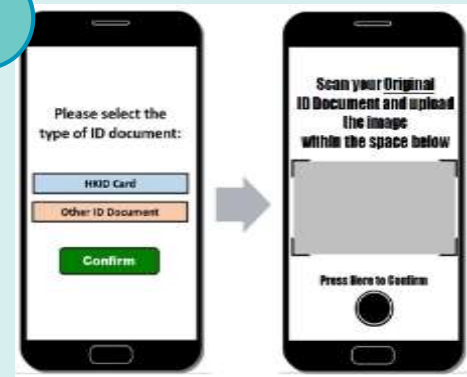 Please select the
type of ID document:
HKID Card
Other ID Document
Confirm
Scan your Original
ID Document and upload
the image
within the space below
Press Here to Confirm